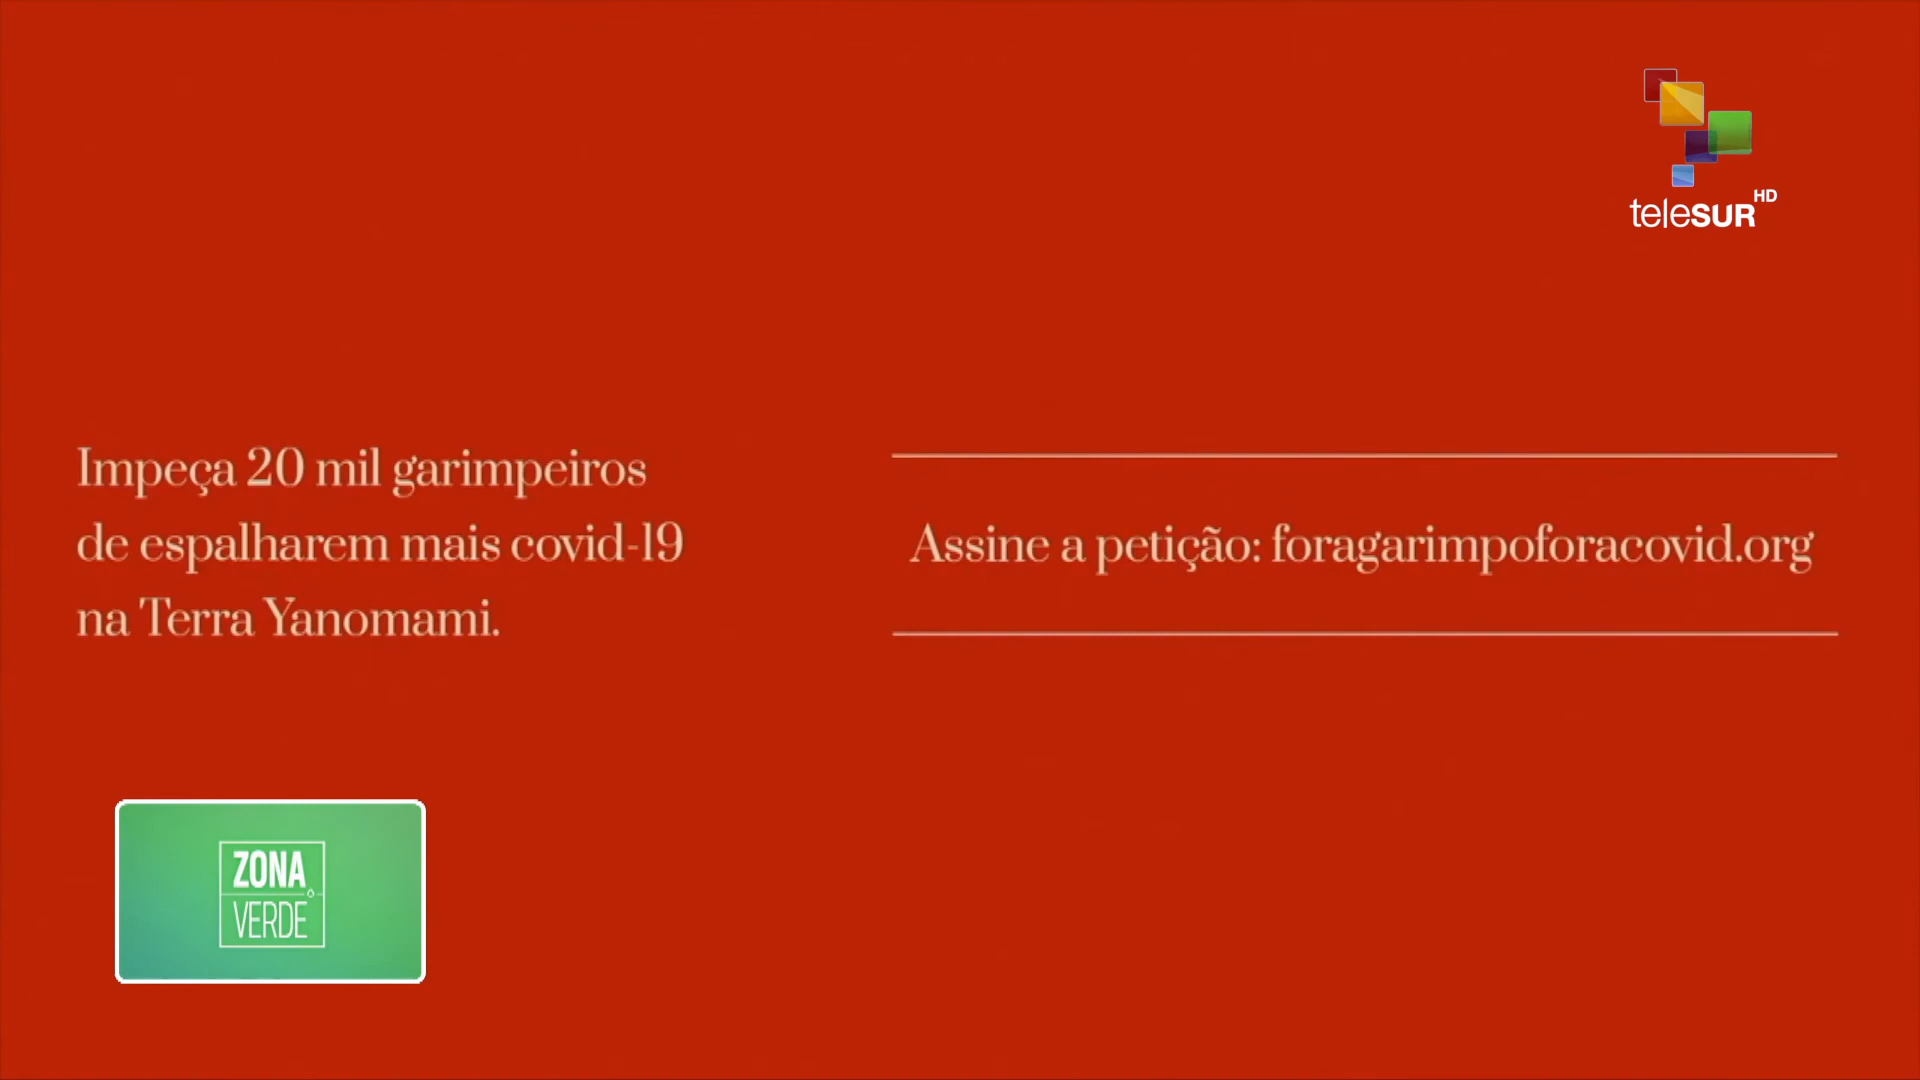 teleSUR HD
Impeça 20 mil garimpeiros
de espalharem mais covid-19
na Terra Yanomami.
Assine a petição: foragarimpoforacovid.org
ZONA
VERDE